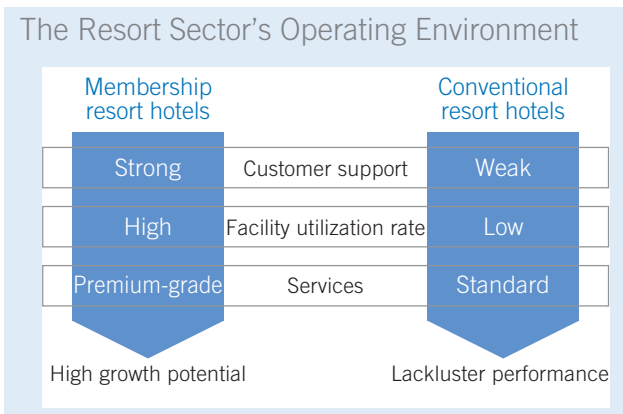 The Resort Sector's Operating Environment
Membership
resort hotels
Conventional
resort hotels
Strong Customer support Weak
High Facility utilization rate Low
Premium-grade Services Standard
High growth potential Lackluster performance